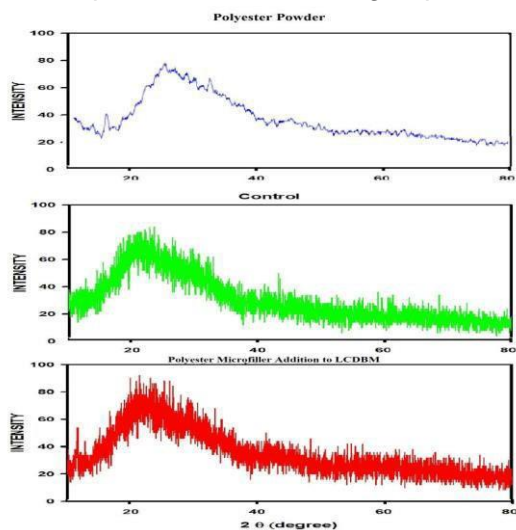 Polyester Powder
100
80
60
40
20
0
INTENSITY
20 40 60 80
Control
100
80
60
40
20
0
INTENSITY
20 40 60 80
Polyester Microfiller Addition to LCDBM
100
80
60
40
20
0
INTENSITY
20 40 60 80
2 θ (degree)